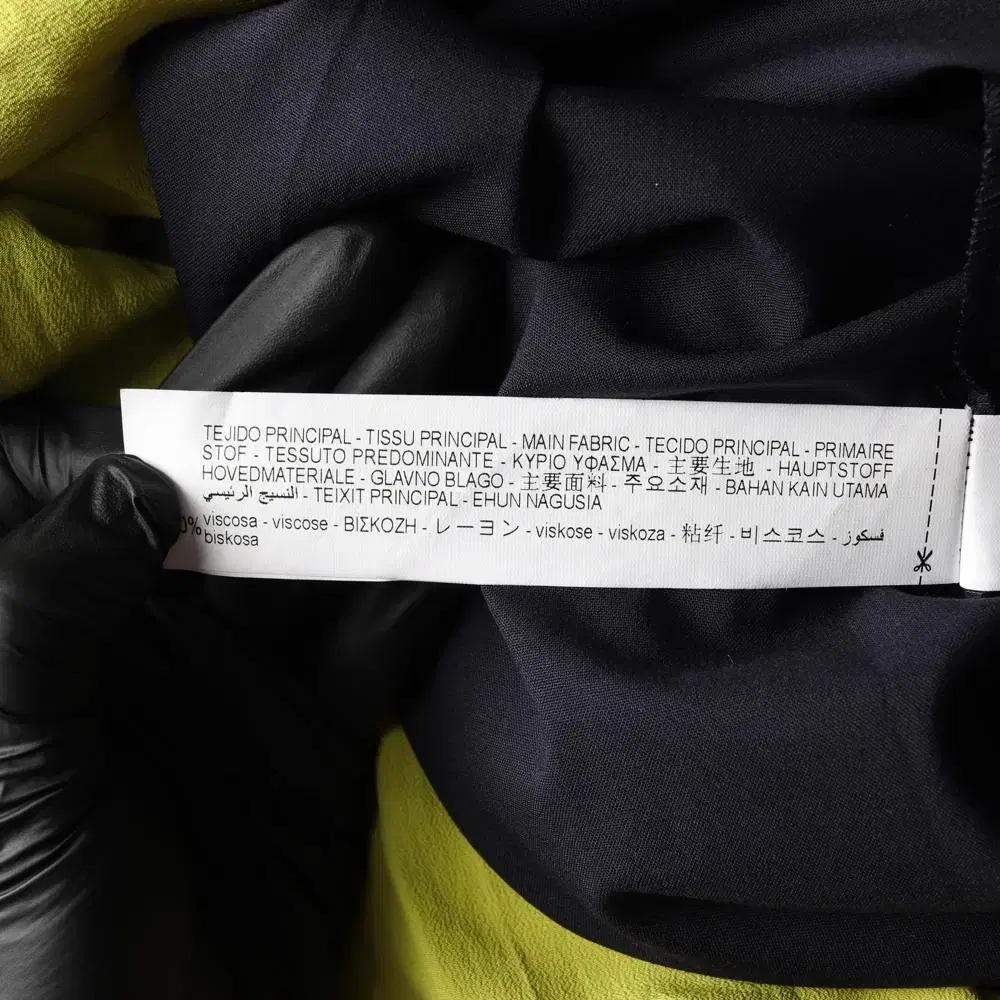 TEJIDO PRINCIPAL - TISSU PRINCIPAL - MAIN FABRIC - TECIDO PRINCIPAL - PRIMAIRE
STOF - TESSUTO PREDOMINANTE - ΚΥΡΙΟ ΥΦΑΣΜΑ - 主要生地 - HAUPTSTOFF
HOVEDMATERIALE - GLAVNO BLAGO - 主要面料 - 주요소재 - BAHAN KAIN UTAMA
النسيج الرئيسي - TEIXIT PRINCIPAL - EHUN NAGUSIA
0% viscosa - viscose - ΒΙΣΚΟΖΗ - レーヨン - viskose - viskoza - 粘纤 - 비스코스 - فسكوز
biskosa